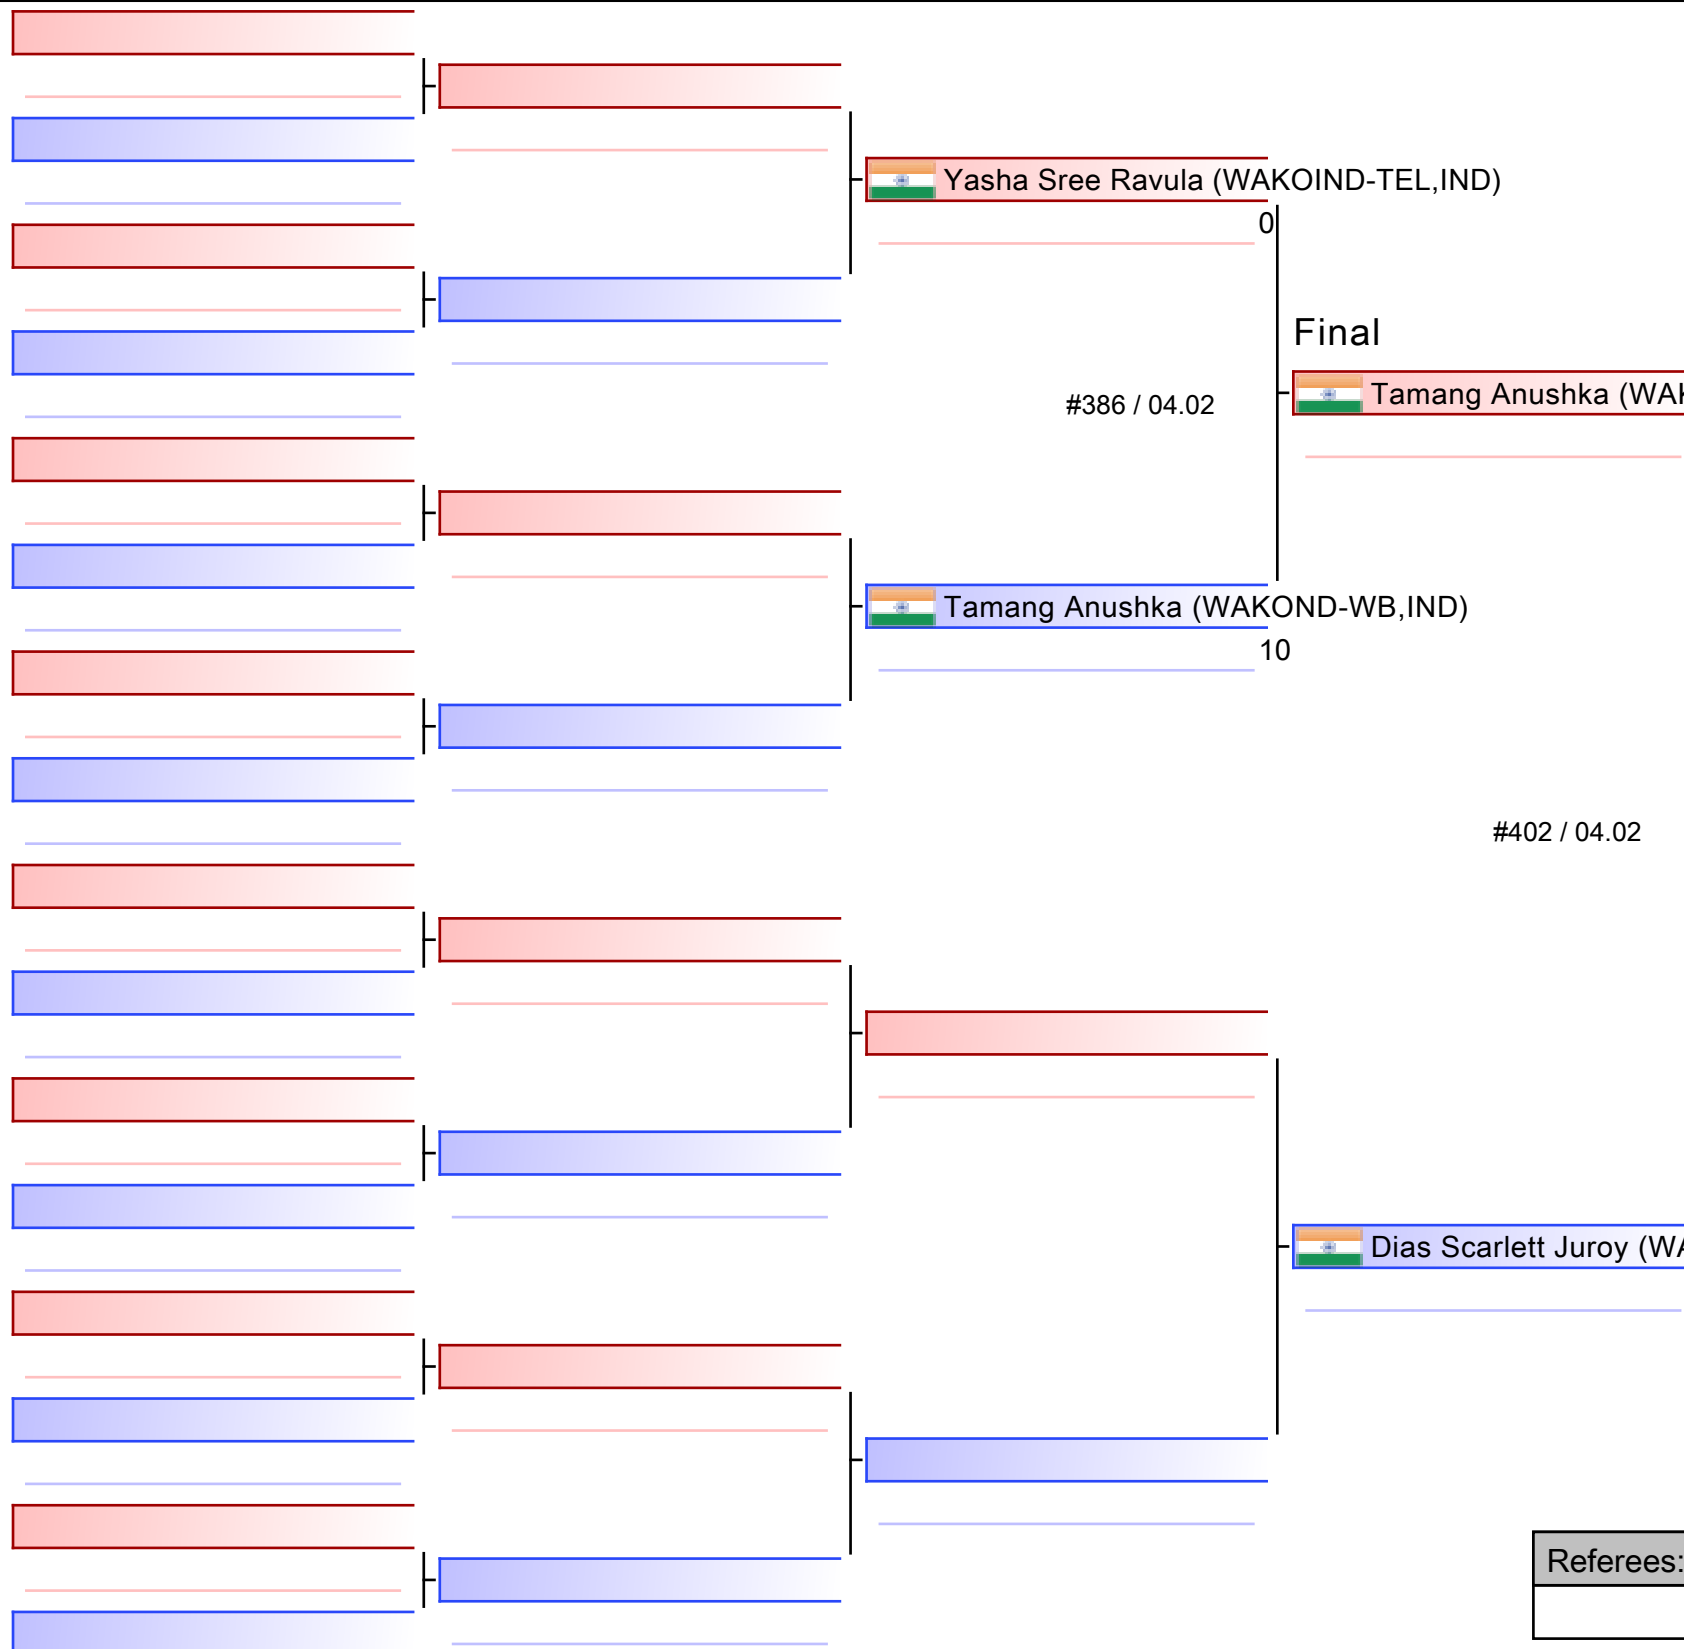 Yasha Sree Ravula (WAKOIND-TEL,IND)
0
Final
Tamang Anushka (WAK
#386 / 04.02
Tamang Anushka (WAKOND-WB,IND)
10
#402 / 04.02
Dias Scarlett Juroy (WA
Referees: